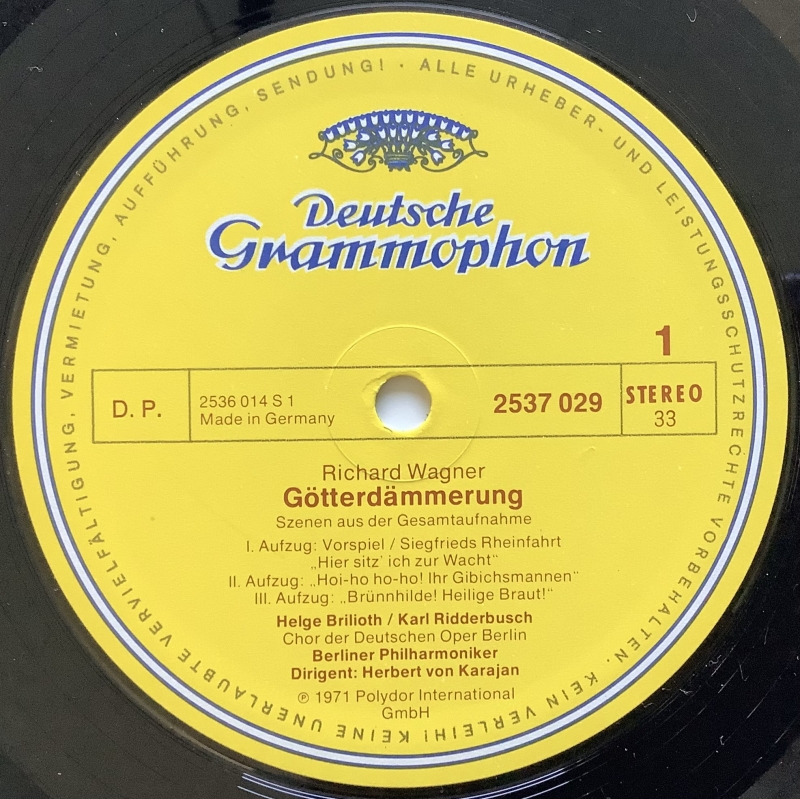 ALLE URHEBER- UND LEISTUNGSSCHUTZRECHTE VORBEHALTEN. KEIN VERLEIH! KEINE UNERLAUBTE VERVIELFÄLTIGUNG, VERMIETUNG, AUFFÜHRUNG, SENDUNG! ·
Deutsche
Grammophon
1
D. P.
2536 014 S 1
Made in Germany
2537 029
STEREO
33
Richard Wagner
Götterdämmerung
Szenen aus der Gesamtaufnahme
I. Aufzug: Vorspiel / Siegfrieds Rheinfahrt
„Hier sitz' ich zur Wacht"
II. Aufzug: „Hoi-ho ho-ho! Ihr Gibichsmannen"
III. Aufzug: „Brünnhilde! Heilige Braut!"
Helge Brilioth / Karl Ridderbusch
Chor der Deutschen Oper Berlin
Berliner Philharmoniker
Dirigent: Herbert von Karajan
℗ 1971 Polydor International
GmbH